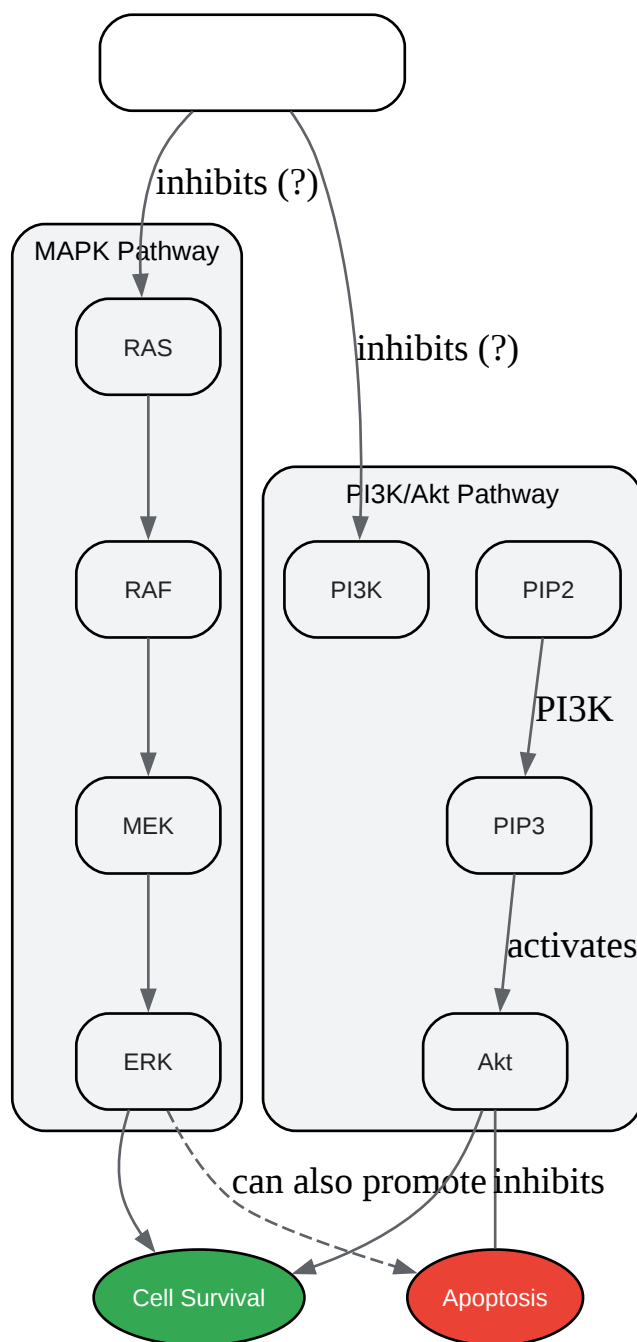 inhibits (?)
MAPK Pathway
RAS
inhibits (?)
PI3K/Akt Pathway
RAF
PI3K
PIP2
PI3K
MEK
PIP3
activates
ERK
Akt
can also promote
inhibits
Cell Survival
Apoptosis